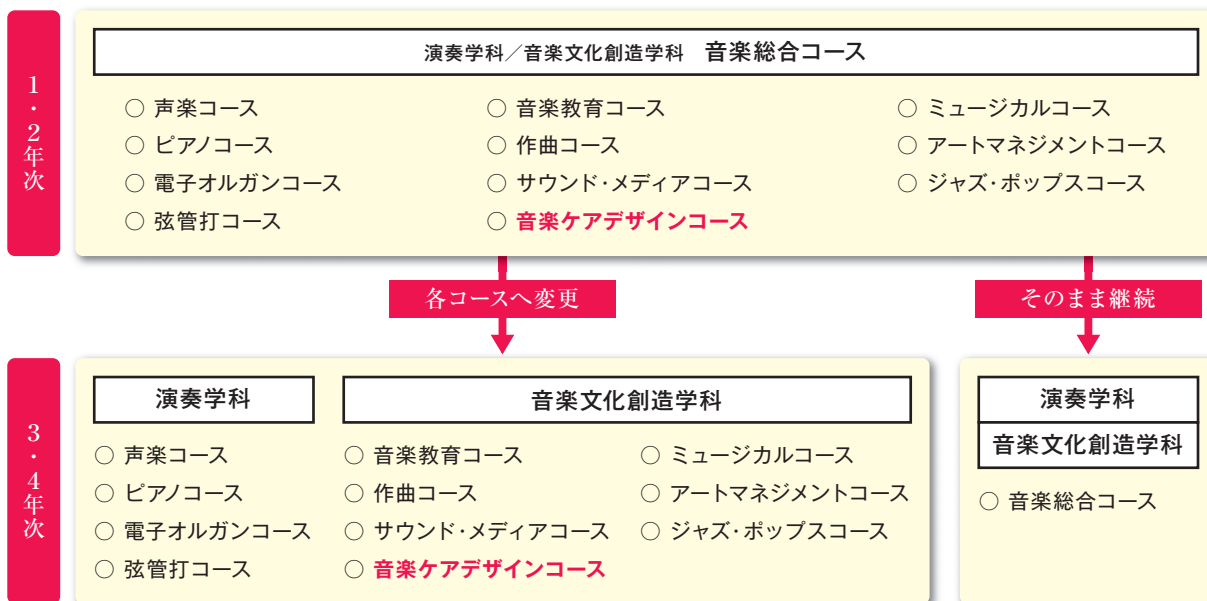 1・2年次
演奏学科／音楽文化創造学科　音楽総合コース
○ 声楽コース
○ ピアノコース
○ 電子オルガンコース
○ 弦管打コース
○ 音楽教育コース
○ 作曲コース
○ サウンド・メディアコース
○ 音楽ケアデザインコース
○ ミュージカルコース
○ アートマネジメントコース
○ ジャズ・ポップスコース
各コースへ変更
そのまま継続
3・4年次
演奏学科
○ 声楽コース
○ ピアノコース
○ 電子オルガンコース
○ 弦管打コース
音楽文化創造学科
○ 音楽教育コース
○ 作曲コース
○ サウンド・メディアコース
○ 音楽ケアデザインコース
○ ミュージカルコース
○ アートマネジメントコース
○ ジャズ・ポップスコース
演奏学科
音楽文化創造学科
○ 音楽総合コース